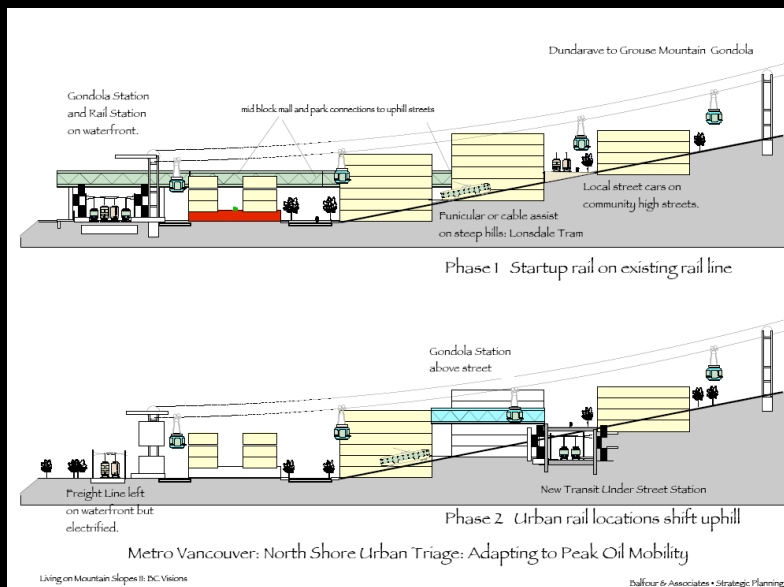 Dundarave to Grouse Mountain Gondola
Gondola Station
and Rail Station
on waterfront.
mid block mall and park connections to uphill streets
Local street cars on
community high streets.
Funicular or cable assist
on steep hills: Lonsdale Tram
Phase 1 Startup rail on existing rail line
Gondola Station
above street
Freight Line left
on waterfront but
electrified.
New Transit Under Street Station
Phase 2 Urban rail locations shift uphill
Metro Vancouver: North Shore Urban Triage: Adapting to Peak Oil Mobility
Living on Mountain Slopes II: BC Visions
Balfour & Associates • Strategic Planning